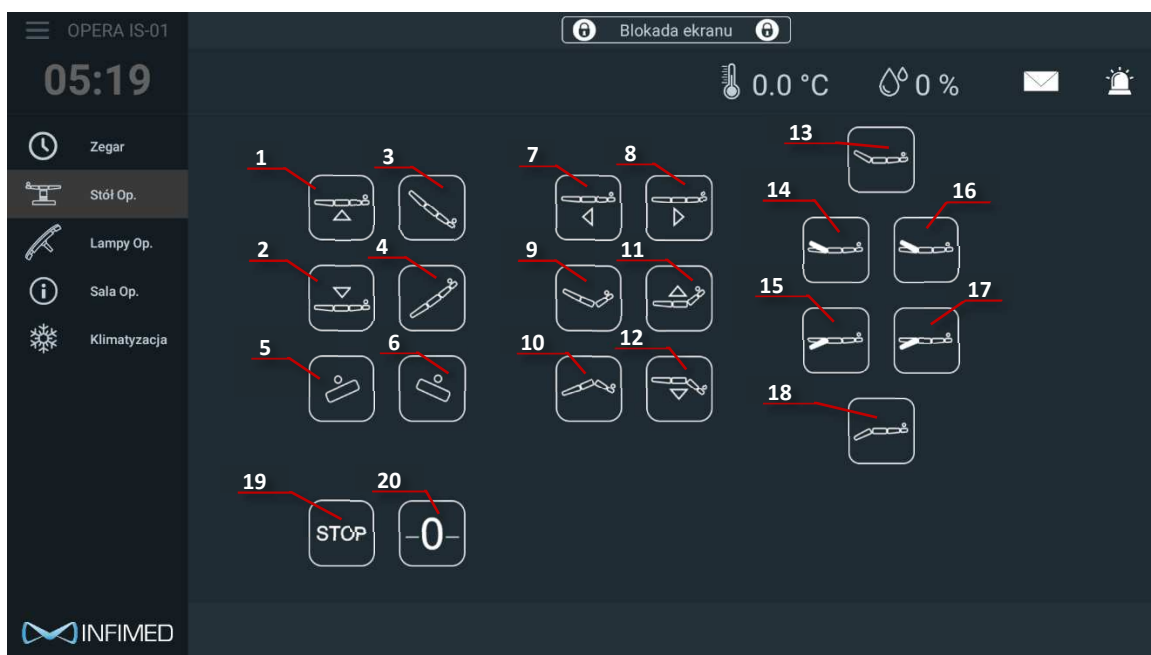 OPERA IS-01
Blokada ekranu
05:19
0.0 °C
0 %
Zegar
Stół Op.
Lampy Op.
Sala Op.
Klimatyzacja
1
3
2
4
5
6
7
8
9
11
10
12
13
14
16
15
17
18
19
20
STOP
-0-
INFIMED